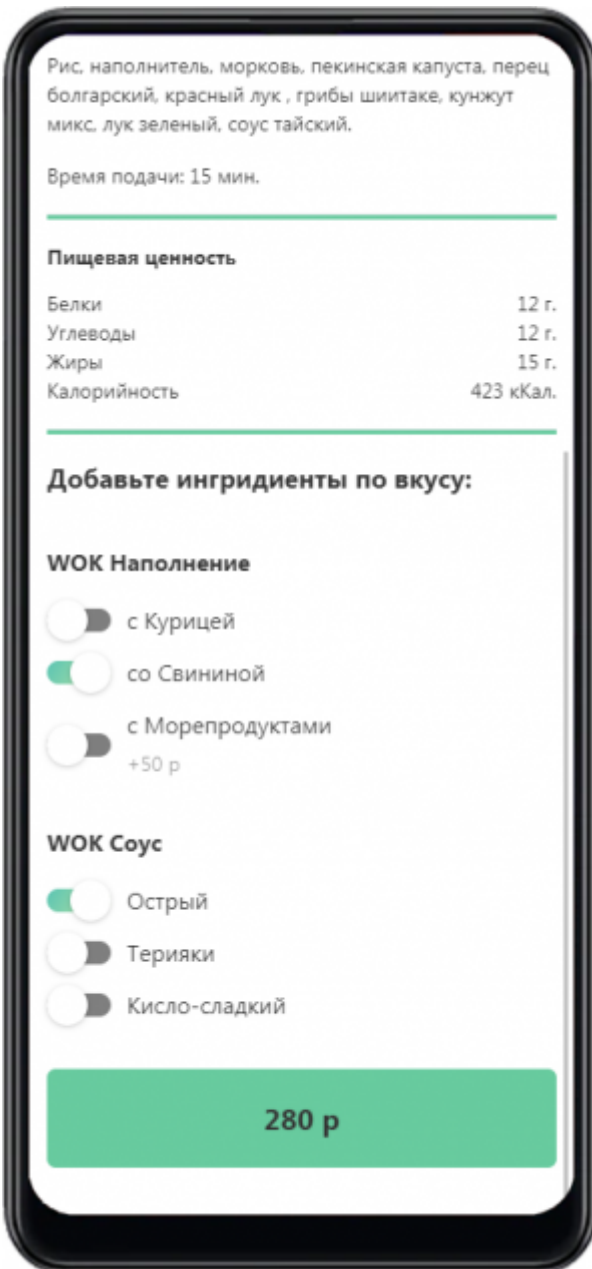 Рис, наполнитель, морковь, пекинская капуста, перец
болгарский, красный лук , грибы шиитаке, кунжут
микс, лук зеленый, соус тайский.
Время подачи: 15 мин.
Пищевая ценность
Белки 12 г.
Углеводы 12 г.
Жиры 15 г.
Калорийность 423 кКал.
Добавьте ингридиенты по вкусу:
WOK Наполнение
с Курицей
со Свининой
с Морепродуктами
+50 р
WOK Соус
Острый
Терияки
Кисло-сладкий
280 р